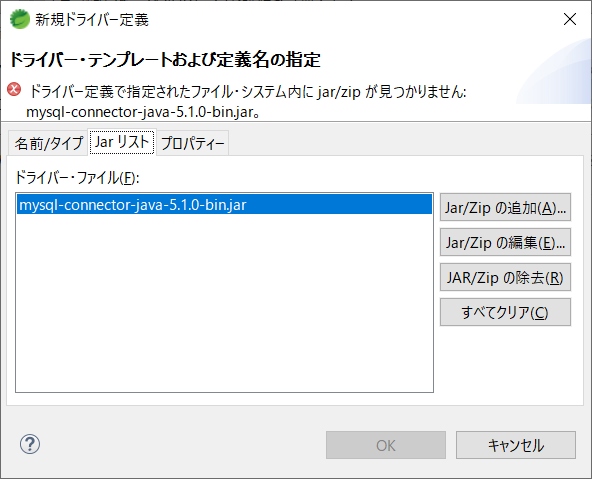 新規ドライバー定義
ドライバー・テンプレートおよび定義名の指定
ドライバー定義で指定されたファイル・システム内に jar/zip が見つかりません:
mysql-connector-java-5.1.0-bin.jar。
名前/タイプ Jar リスト プロパティー
ドライバー・ファイル(F):
mysql-connector-java-5.1.0-bin.jar
Jar/Zip の追加(A)...
Jar/Zip の編集(E)...
JAR/Zip の除去(R)
すべてクリア(C)
?
OK キャンセル